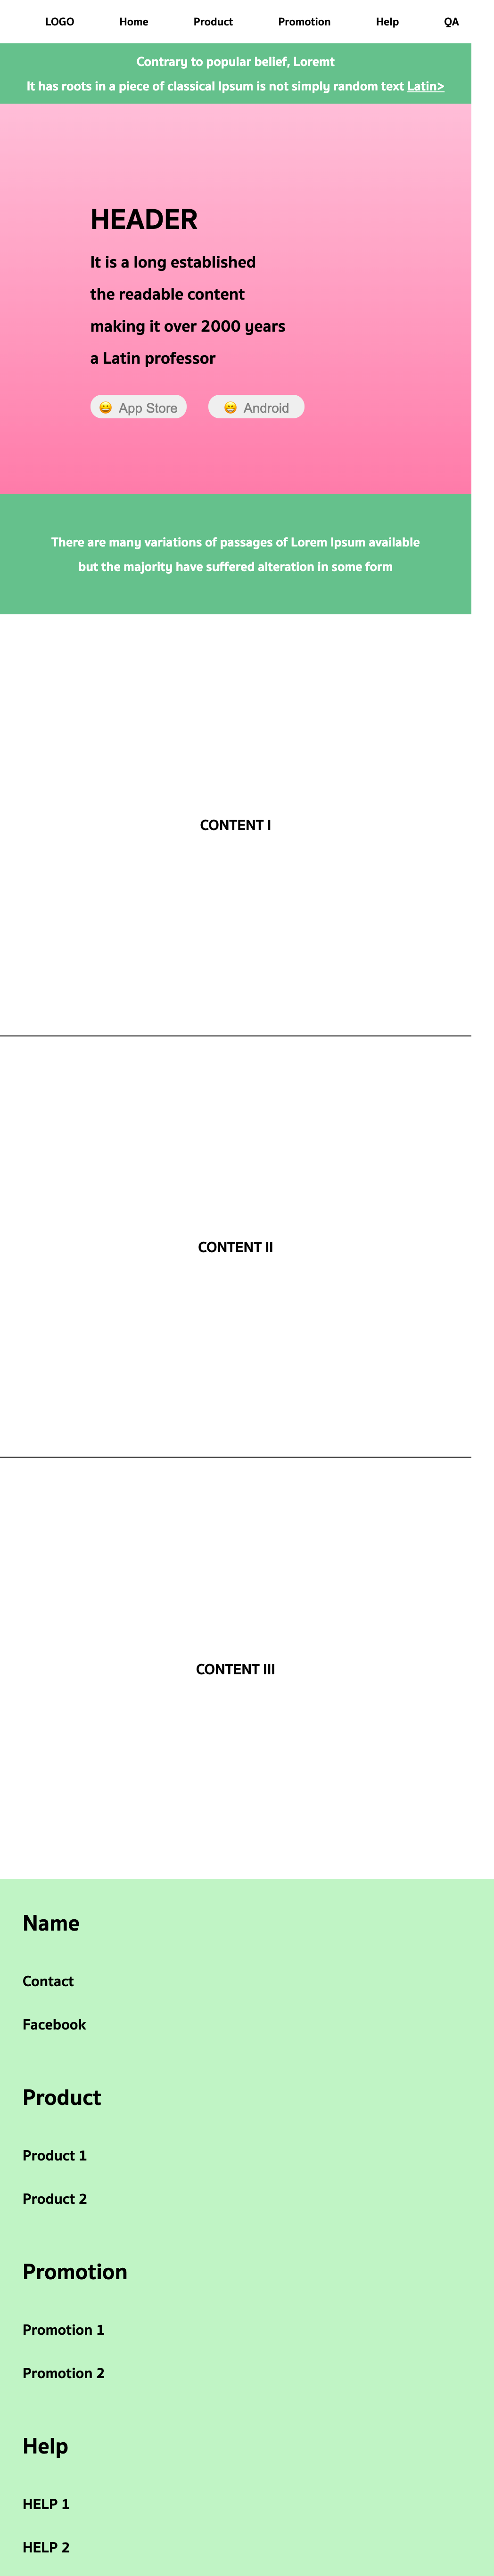 LOGO Home Product Promotion Help QA
Contrary to popular belief, Loremt
It has roots in a piece of classical Ipsum is not simply random text Latin>
HEADER
It is a long established
the readable content
making it over 2000 years
a Latin professor
😀 App Store 😁 Android
There are many variations of passages of Lorem Ipsum available
but the majority have suffered alteration in some form
CONTENT I
CONTENT II
CONTENT III
Name
Contact
Facebook
Product
Product 1
Product 2
Promotion
Promotion 1
Promotion 2
Help
HELP 1
HELP 2